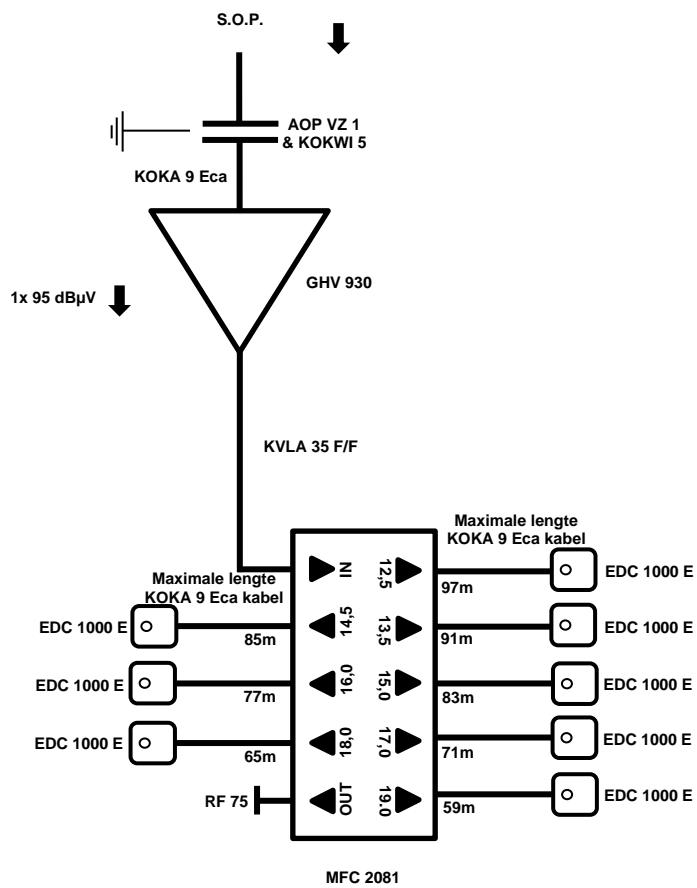 S.O.P.
AOP VZ 1
& KOKWI 5
KOKA 9 Eca
GHV 930
1x 95 dBµV
KVLA 35 F/F
Maximale lengte
KOKA 9 Eca kabel
Maximale lengte
KOKA 9 Eca kabel
IN
12,5
97m
EDC 1000 E
EDC 1000 E
85m
14,5
13,5
91m
EDC 1000 E
EDC 1000 E
77m
16,0
15,0
83m
EDC 1000 E
EDC 1000 E
65m
18,0
17,0
71m
EDC 1000 E
RF 75
OUT
19.0
59m
EDC 1000 E
MFC 2081